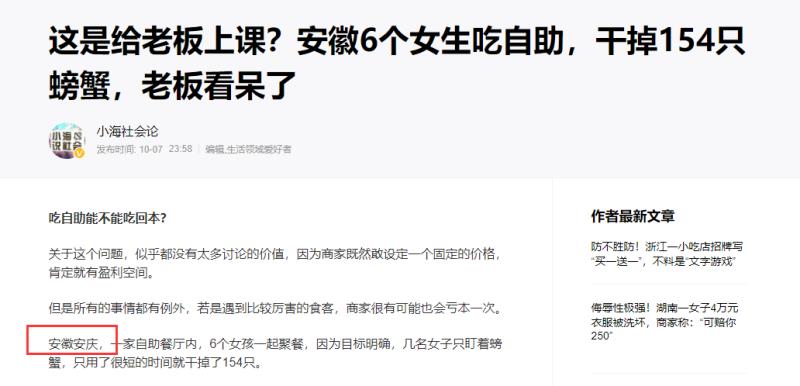 这是给老板上课？安徽6个女生吃自助，干掉154只
螃蟹，老板看呆了
小海社会论
发布时间: 10-07 23:58 编辑,生活领域爱好者
吃自助能不能吃回本？
关于这个问题，似乎都没有太多讨论的价值，因为商家既然敢设定一个固定的价格，
肯定就有盈利空间。
但是所有的事情都有例外，若是遇到比较厉害的食客，商家很有可能也会亏本一次。
安徽安庆，一家自助餐厅内，6个女孩一起聚餐，因为目标明确，几名女子只盯着螃
蟹，只用了很短的时间就干掉了154只。
作者最新文章
防不胜防！浙江一小吃店招牌写
“买一送一”，不料是“文字游戏”
侮辱性极强！湖南一女子4万元
衣服被洗坏，商家称：“可赔你
250”